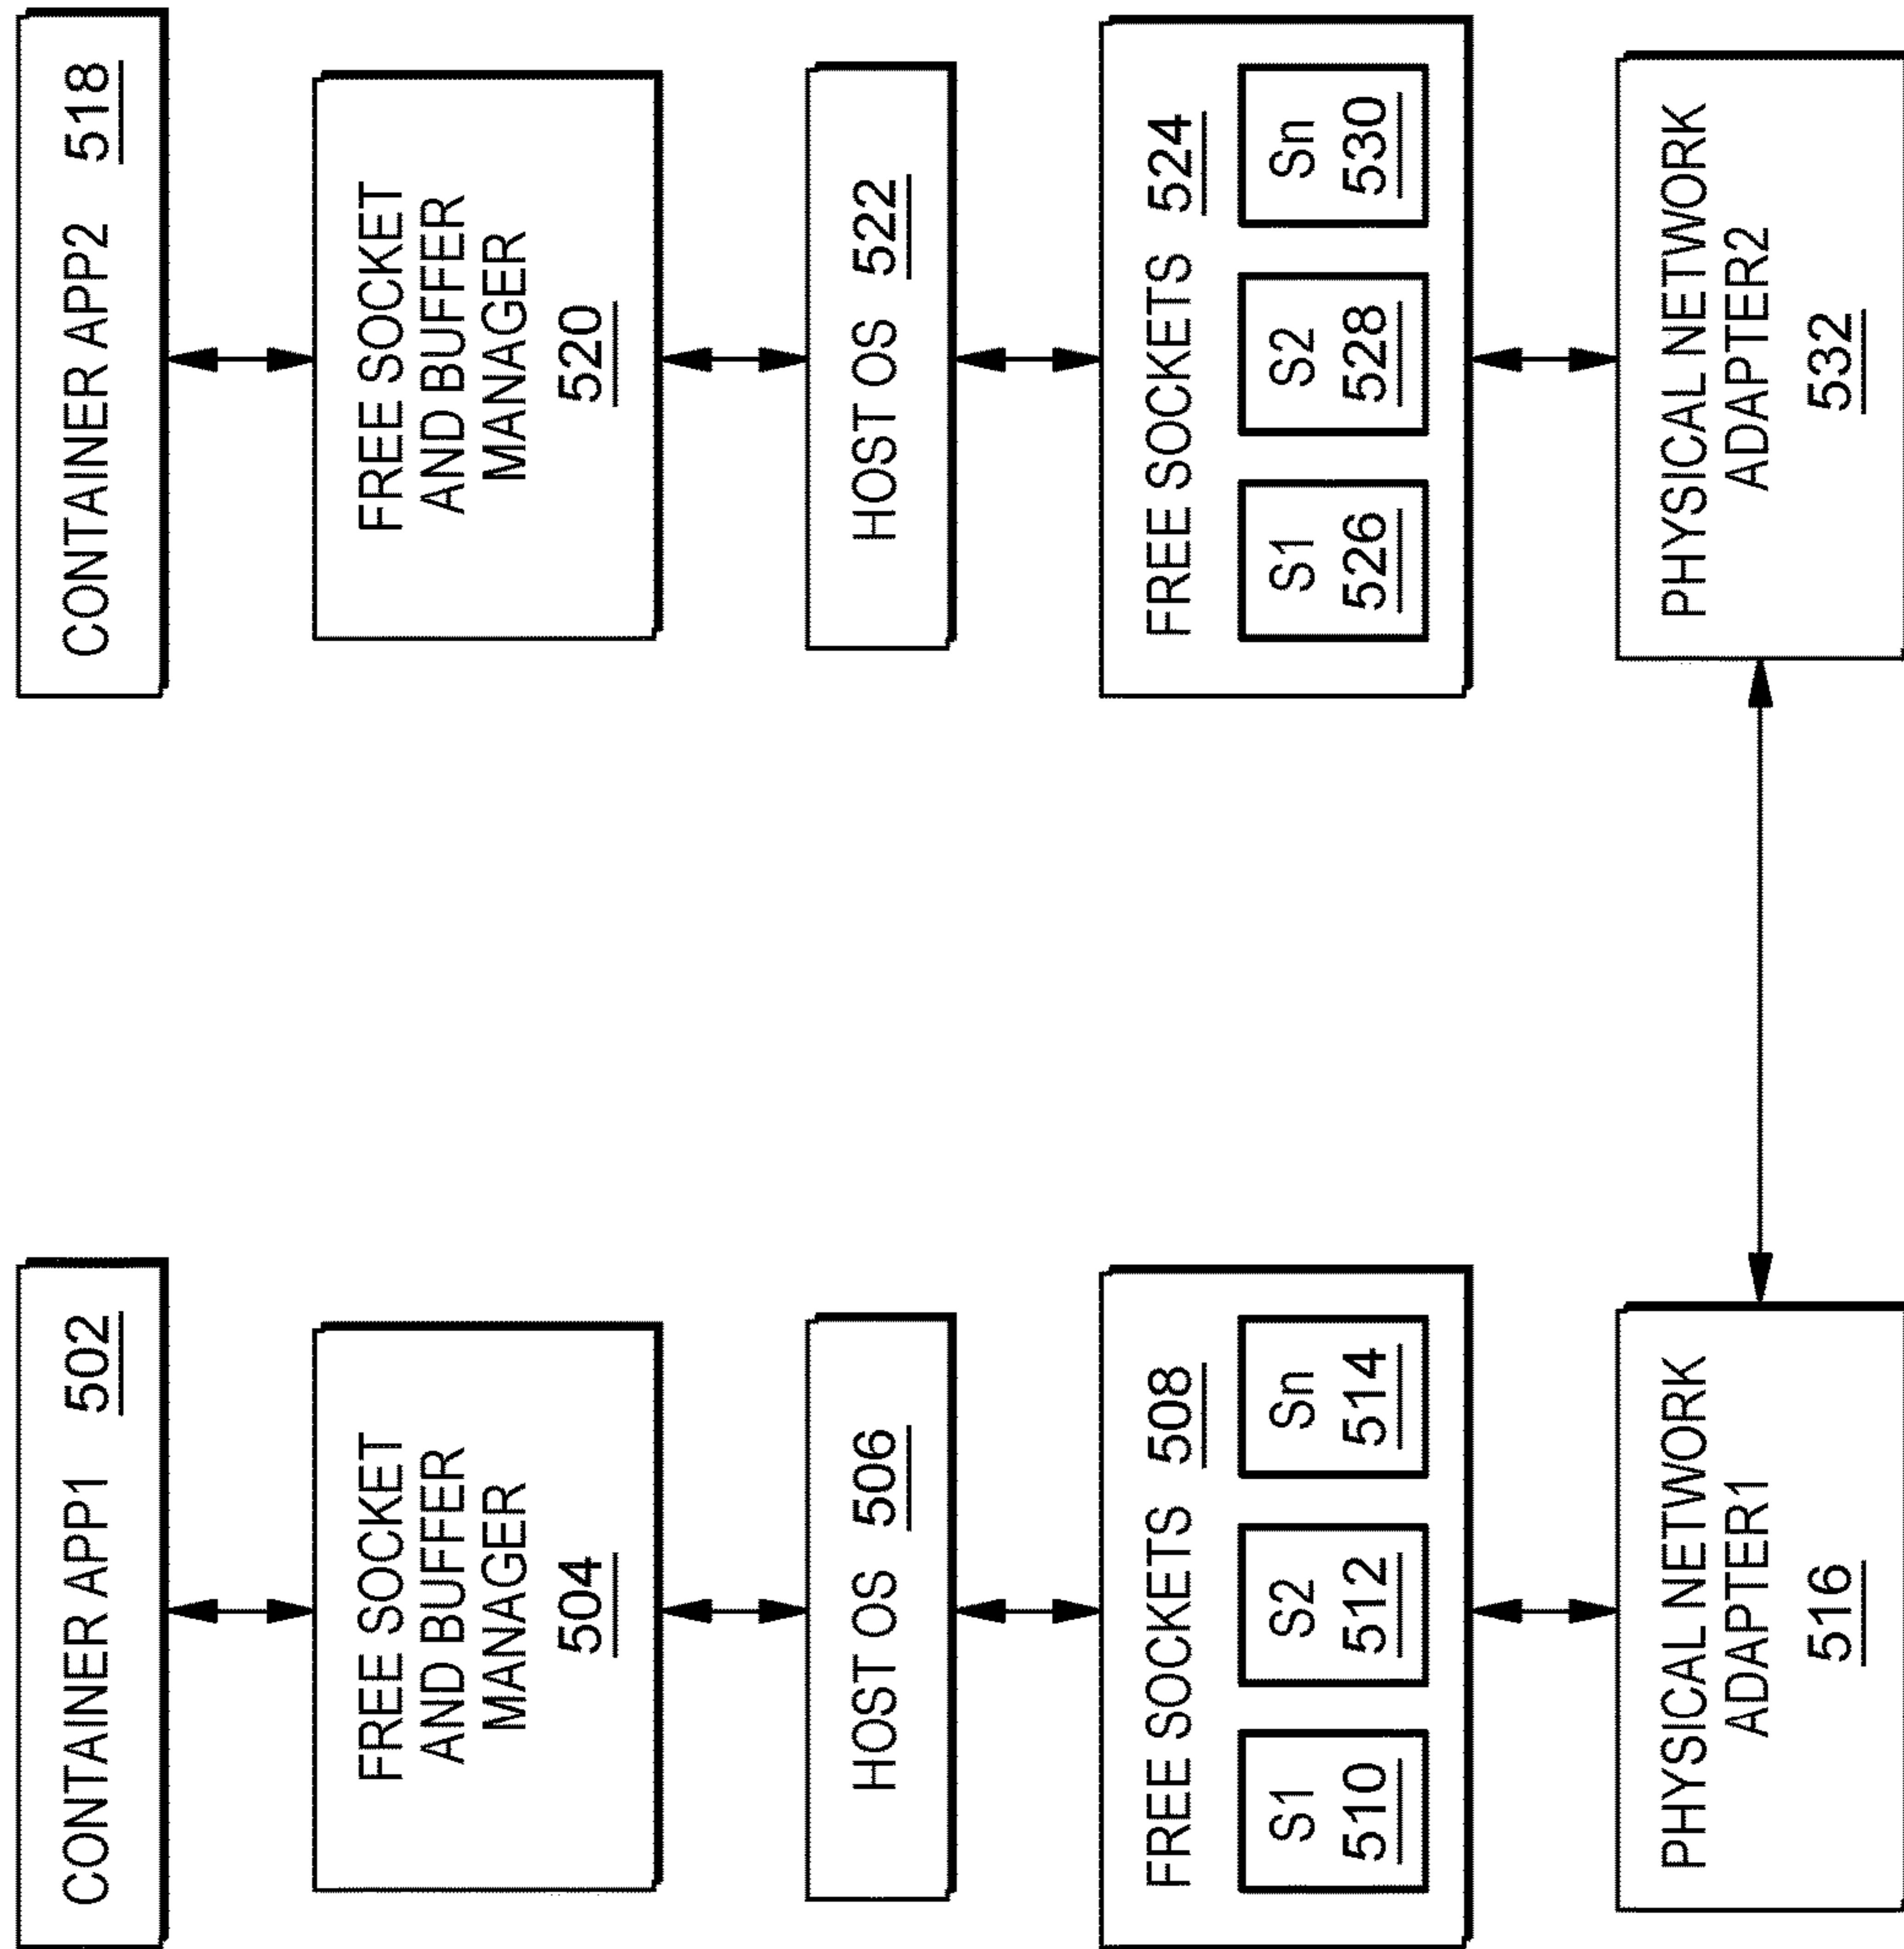 CONTAINER APP1 502
FREE SOCKET
AND BUFFER
MANAGER
504
HOST OS 506
FREE SOCKETS 508
S1
510
S2
512
Sn
514
PHYSICAL NETWORK
ADAPTER1
516
CONTAINER APP2 518
FREE SOCKET
AND BUFFER
MANAGER
520
HOST OS 522
FREE SOCKETS 524
S1
526
S2
528
Sn
530
PHYSICAL NETWORK
ADAPTER2
532